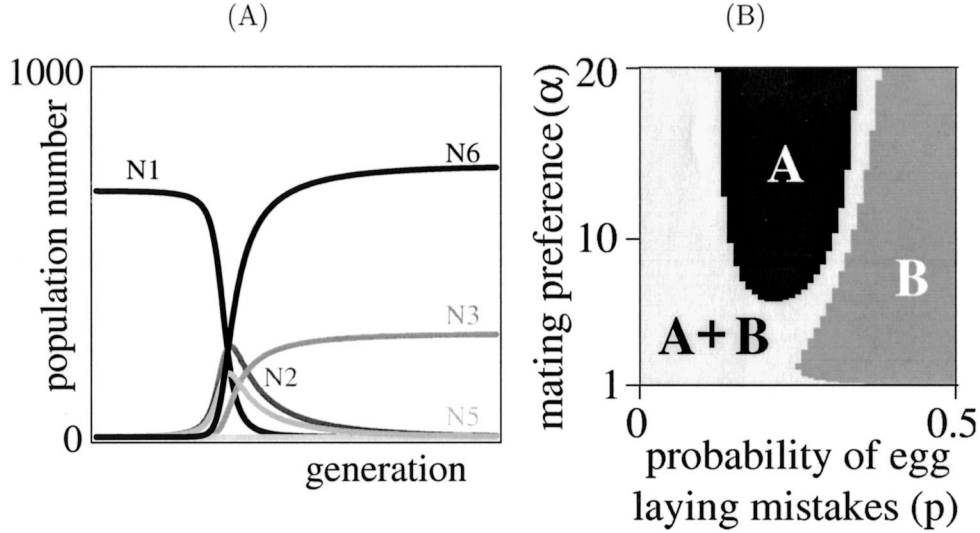 (A)
1000
population number
N1
N6
N3
N2
N5
0
generation
(B)
20
mating preference (α)
10
1
A
B
A + B
0
0.5
probability of egg
laying mistakes (p)